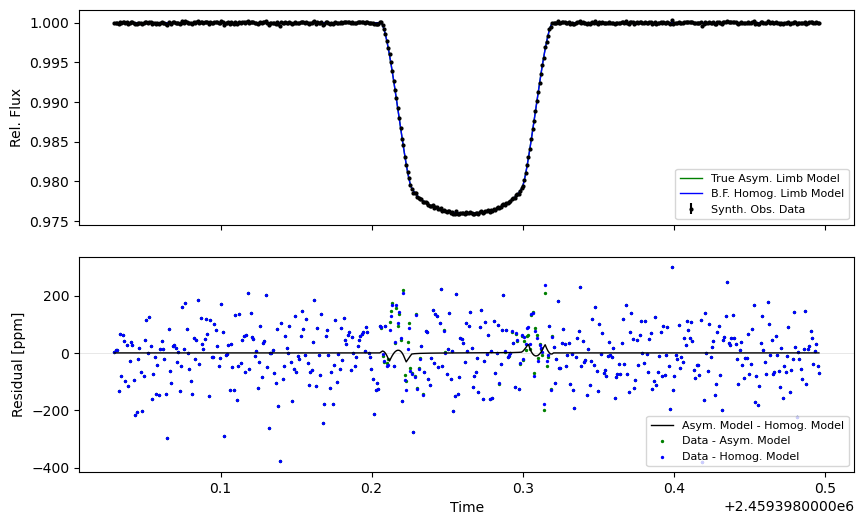 1.000
0.995
0.990
0.985
0.980
0.975
Rel. Flux
True Asym. Limb Model
B.F. Homog. Limb Model
Synth. Obs. Data
200
0
−200
−400
Residual [ppm]
Asym. Model - Homog. Model
Data - Asym. Model
Data - Homog. Model
0.1 0.2 0.3 0.4 0.5
Time
+2.4593980000e6